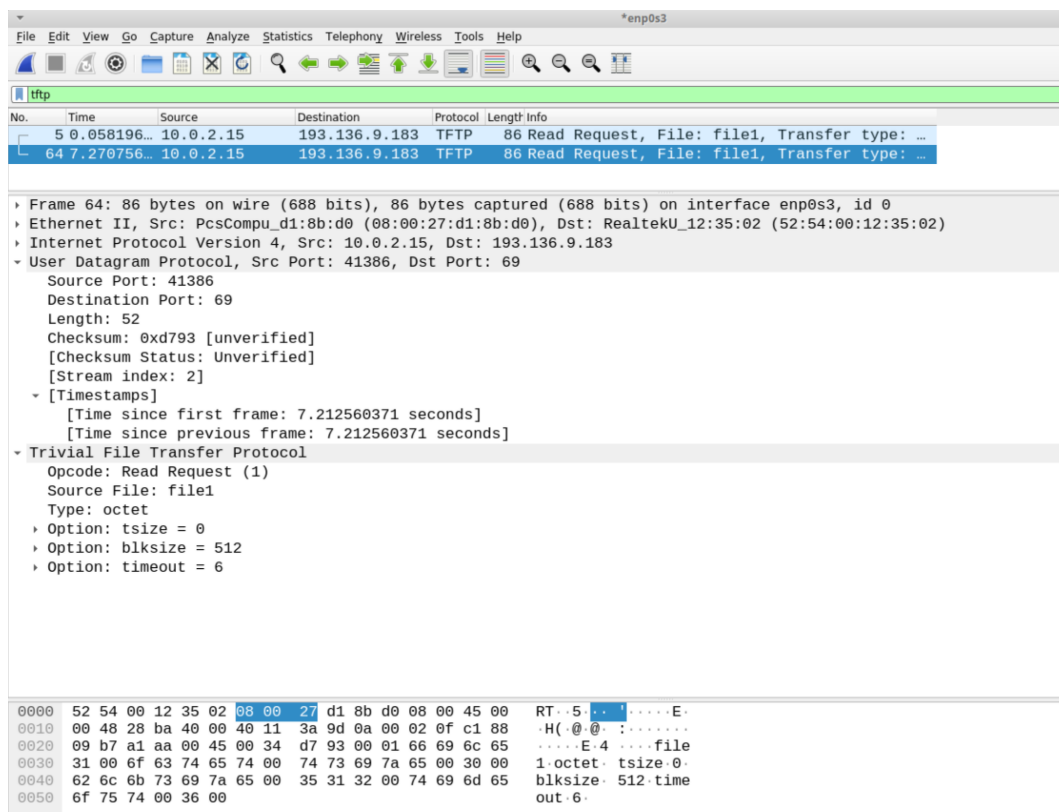 *enp0s3
File Edit View Go Capture Analyze Statistics Telephony Wireless Tools Help
tftp
No. Time Source Destination Protocol Length Info
5 0.058196… 10.0.2.15 193.136.9.183 TFTP 86 Read Request, File: file1, Transfer type: …
64 7.270756… 10.0.2.15 193.136.9.183 TFTP 86 Read Request, File: file1, Transfer type: …
Frame 64: 86 bytes on wire (688 bits), 86 bytes captured (688 bits) on interface enp0s3, id 0
Ethernet II, Src: PcsCompu_d1:8b:d0 (08:00:27:d1:8b:d0), Dst: RealtekU_12:35:02 (52:54:00:12:35:02)
Internet Protocol Version 4, Src: 10.0.2.15, Dst: 193.136.9.183
User Datagram Protocol, Src Port: 41386, Dst Port: 69
Source Port: 41386
Destination Port: 69
Length: 52
Checksum: 0xd793 [unverified]
[Checksum Status: Unverified]
[Stream index: 2]
[Timestamps]
[Time since first frame: 7.212560371 seconds]
[Time since previous frame: 7.212560371 seconds]
Trivial File Transfer Protocol
Opcode: Read Request (1)
Source File: file1
Type: octet
Option: tsize = 0
Option: blksize = 512
Option: timeout = 6
0000 52 54 00 12 35 02 08 00 27 d1 8b d0 08 00 45 00 RT··5···'·····E·
0010 00 48 28 ba 40 00 40 11 3a 9d 0a 00 02 0f c1 88 ·H(·@·@· :·······
0020 09 b7 a1 aa 00 45 00 34 d7 93 00 01 66 69 6c 65 ·····E·4 ····file
0030 31 00 6f 63 74 65 74 00 74 73 69 7a 65 00 30 00 1·octet· tsize·0·
0040 62 6c 6b 73 69 7a 65 00 35 31 32 00 74 69 6d 65 blksize· 512·time
0050 6f 75 74 00 36 00 out·6·